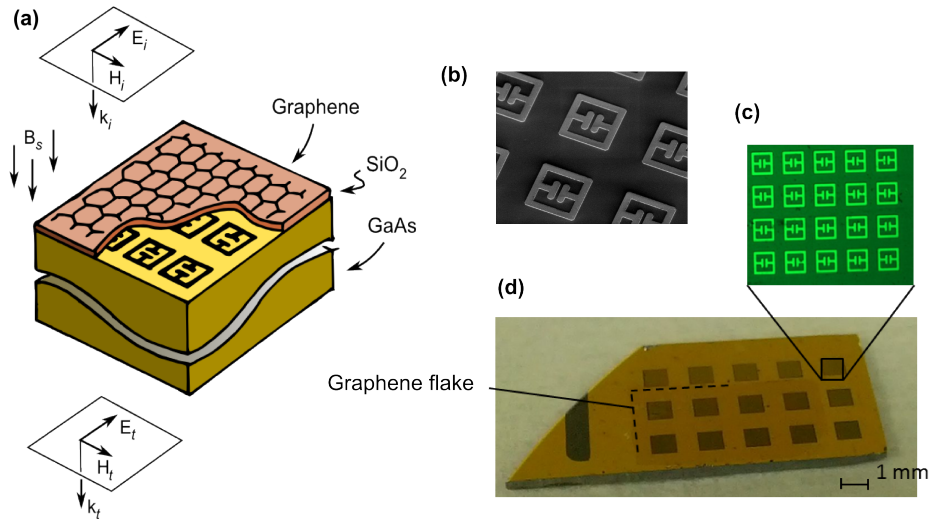 (a)
E_i
H_i
k_i
B_s
Graphene
SiO₂
GaAs
E_t
H_t
k_t
(b)
(c)
(d)
Graphene flake
1 mm